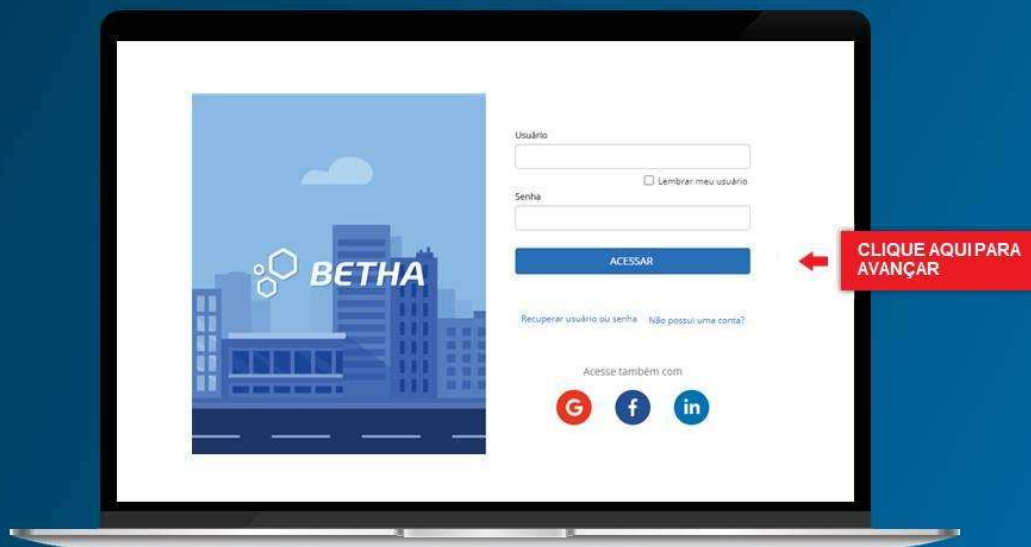 BETHA
Usuário
Lembrar meu usuário
Senha
ACESSAR
CLIQUE AQUI PARA
AVANÇAR
Recuperar usuário ou senha Não possui uma conta?
Acesse também com
G
f
in